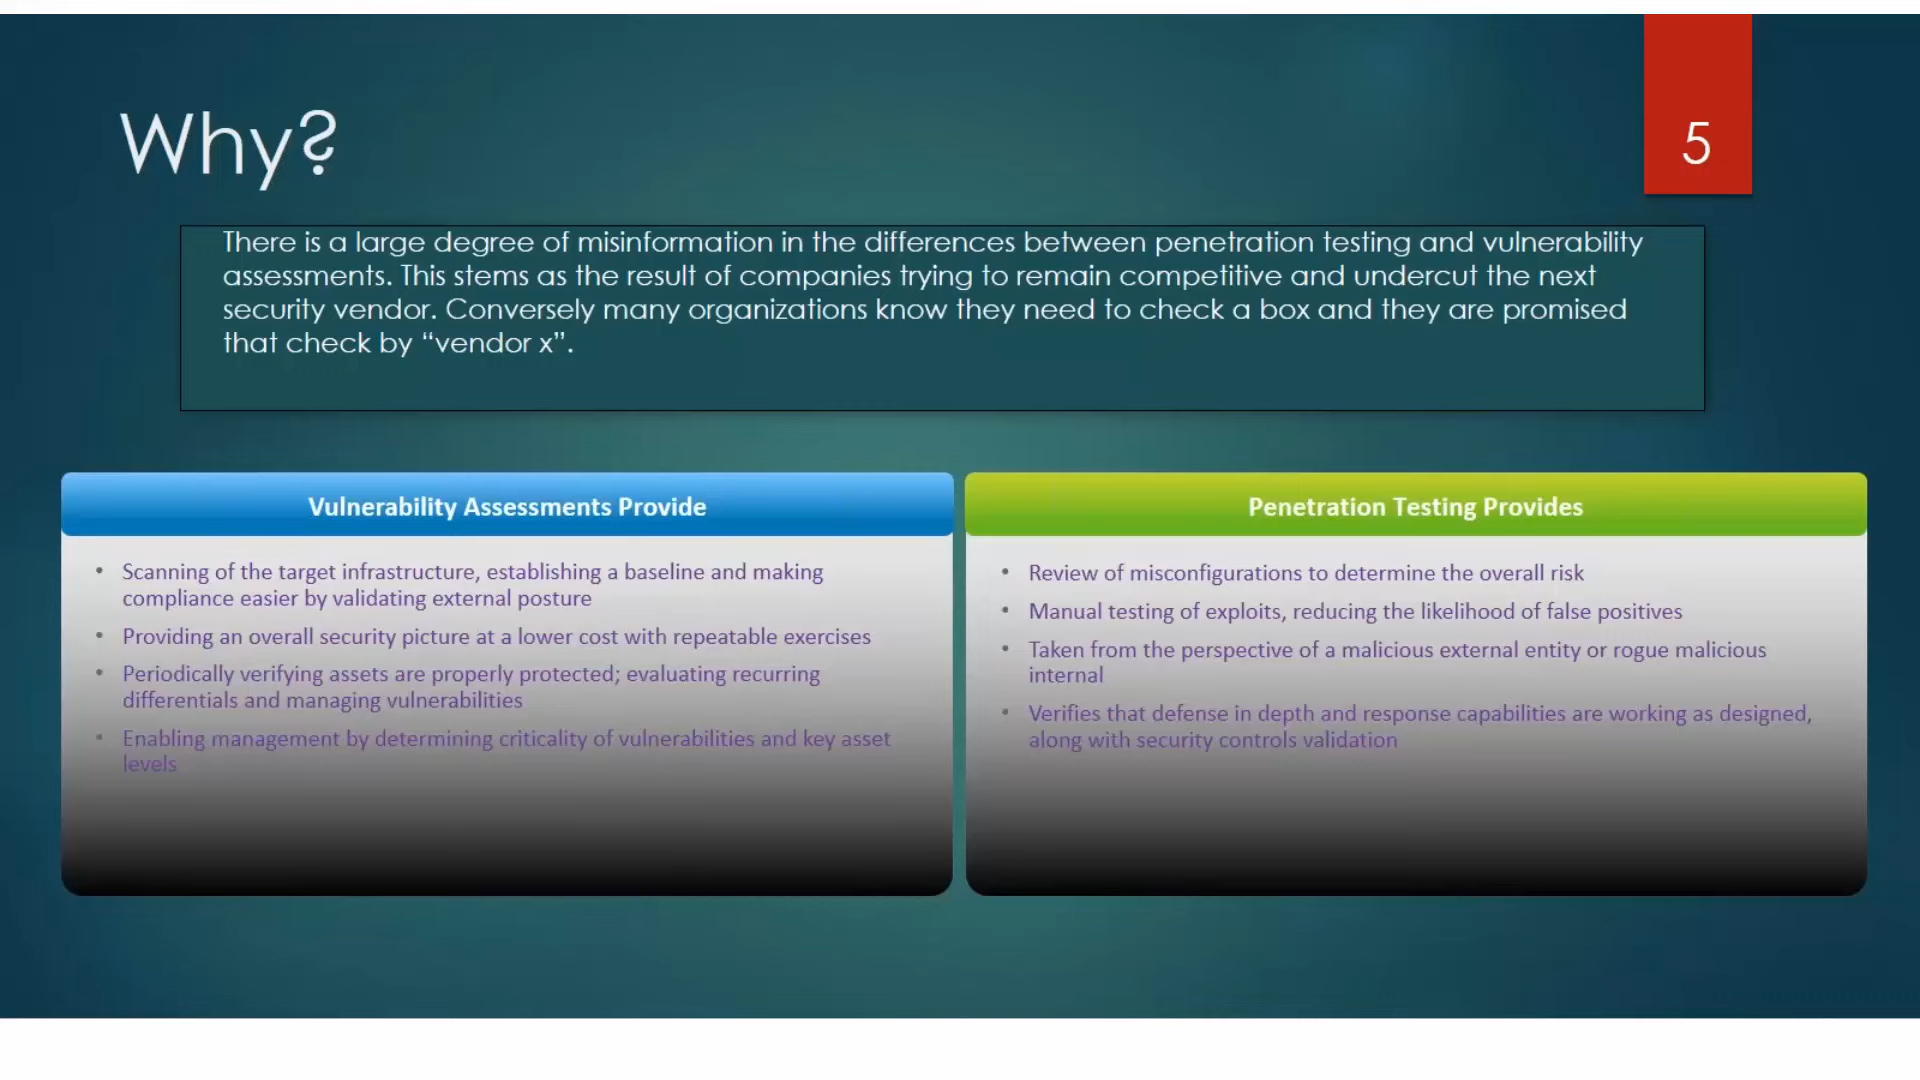 Why?
5
There is a large degree of misinformation in the differences between penetration testing and vulnerability
assessments. This stems as the result of companies trying to remain competitive and undercut the next
security vendor. Conversely many organizations know they need to check a box and they are promised
that check by “vendor x”.
Vulnerability Assessments Provide
• Scanning of the target infrastructure, establishing a baseline and making
compliance easier by validating external posture
• Providing an overall security picture at a lower cost with repeatable exercises
• Periodically verifying assets are properly protected; evaluating recurring
differentials and managing vulnerabilities
• Enabling management by determining criticality of vulnerabilities and key asset
levels
Penetration Testing Provides
• Review of misconfigurations to determine the overall risk
• Manual testing of exploits, reducing the likelihood of false positives
• Taken from the perspective of a malicious external entity or rogue malicious
internal
• Verifies that defense in depth and response capabilities are working as designed,
along with security controls validation